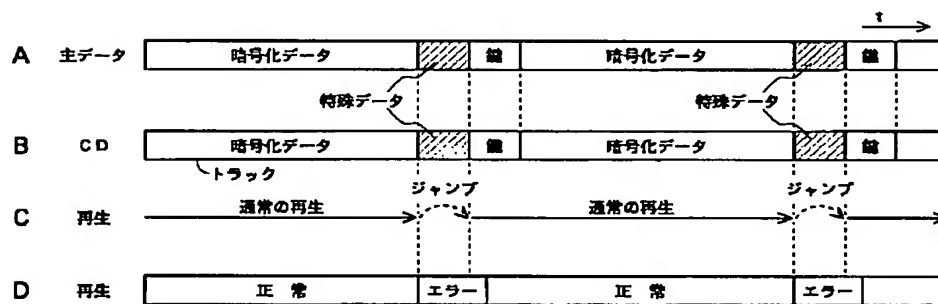 t
A 主データ 暗号化データ 鍵 暗号化データ 鍵
特殊データ 特殊データ
B CD 暗号化データ 鍵 暗号化データ 鍵
トラック
ジャンプ ジャンプ
C 再生 通常の再生 通常の再生
D 再生 正常 エラー 正常 エラー